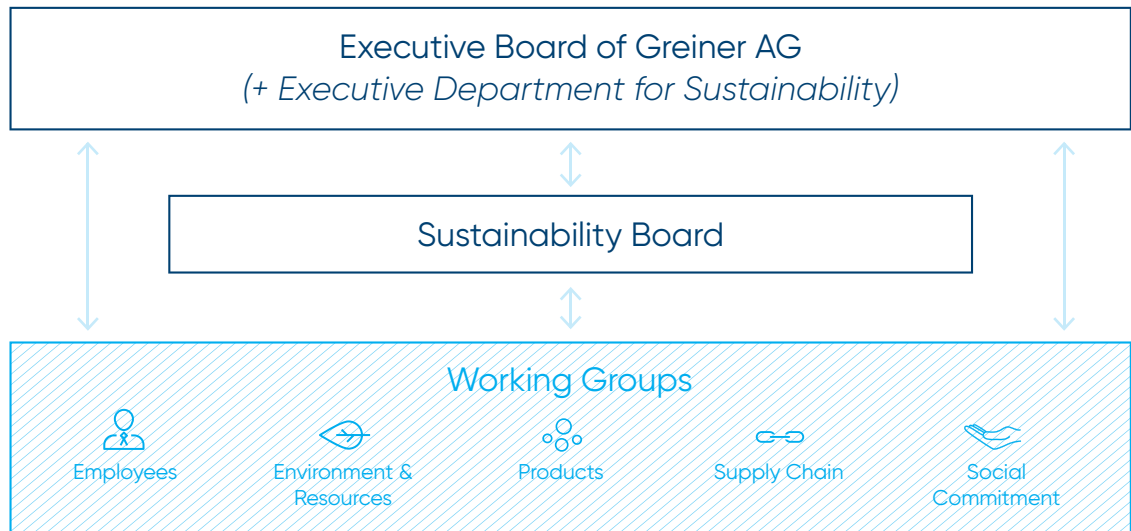 Executive Board of Greiner AG
(+ Executive Department for Sustainability)
Sustainability Board
Working Groups
Employees
Environment &
Resources
Products
Supply Chain
Social
Commitment